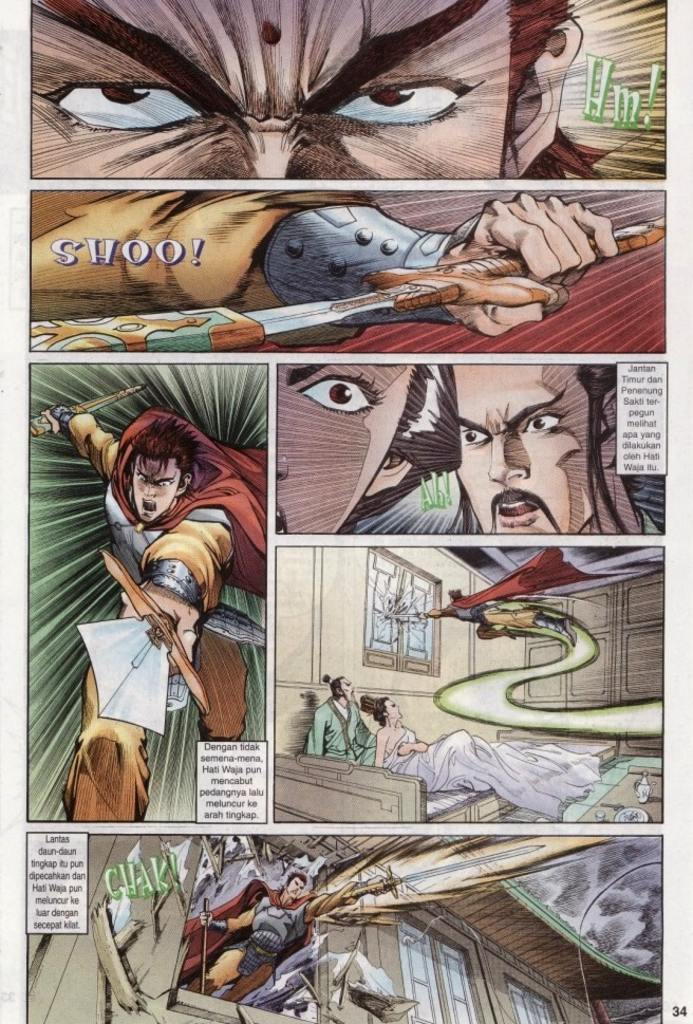 Hm!
SHOO!
Jantan
Timur dan
Penenung
Sakti ter-
pegun
melihat
apa yang
dilakukan
oleh Hati
Waja itu.
Ah!
Dengan tidak
semena-mena,
Hati Waja pun
mencabut
pedangnya lalu
meluncur ke
arah tingkap.
Lantas
daun-daun
tingkap itu pun
dipecahkan dan
Hati Waja pun
meluncur ke
luar dengan
secepat kilat.
CHAK!
34